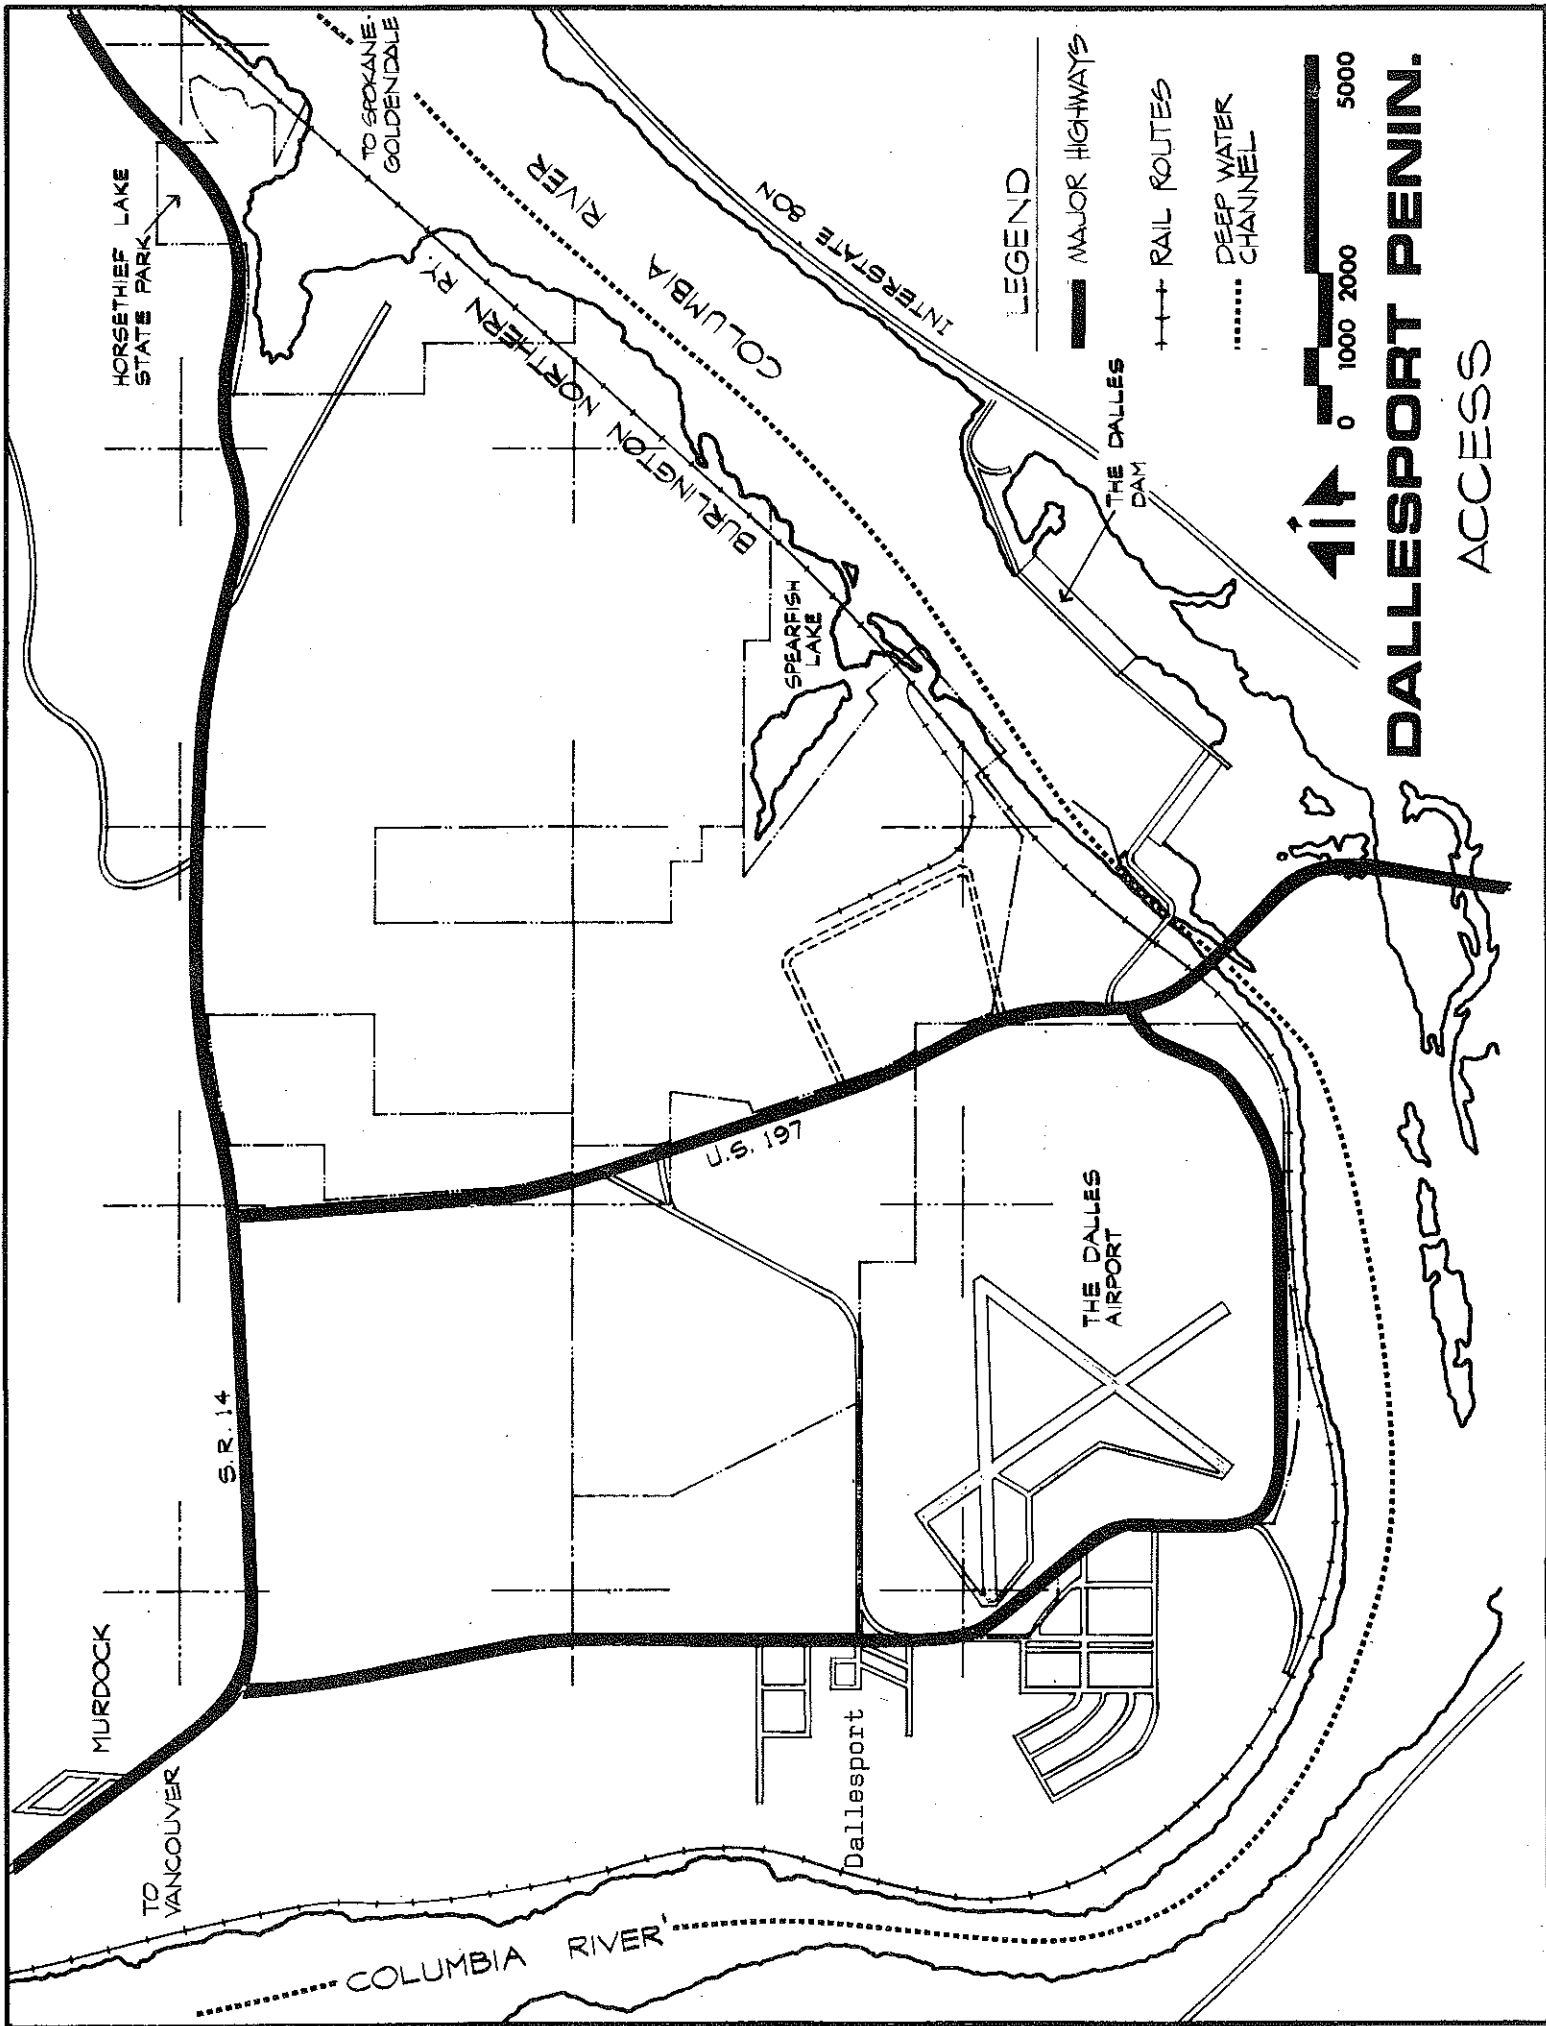 MURDOCK
TO
VANCOUVER
S.R. 14
HORSETHIEF LAKE
STATE PARK
TO SPOKANE.
GOLDENDALE
COLUMBIA RIVER
BURLINGTON NORTHERN RY.
INTERSTATE 80N
SPEARFISH
LAKE
U.S. 197
THE DALLES
AIRPORT
Dallesport
COLUMBIA RIVER
THE DALLES
DAM
LEGEND
MAJOR HIGHWAYS
RAIL ROUTES
DEEP WATER
CHANNEL
0 1000 2000 5000
DALLESPORT PENIN.
ACCESS